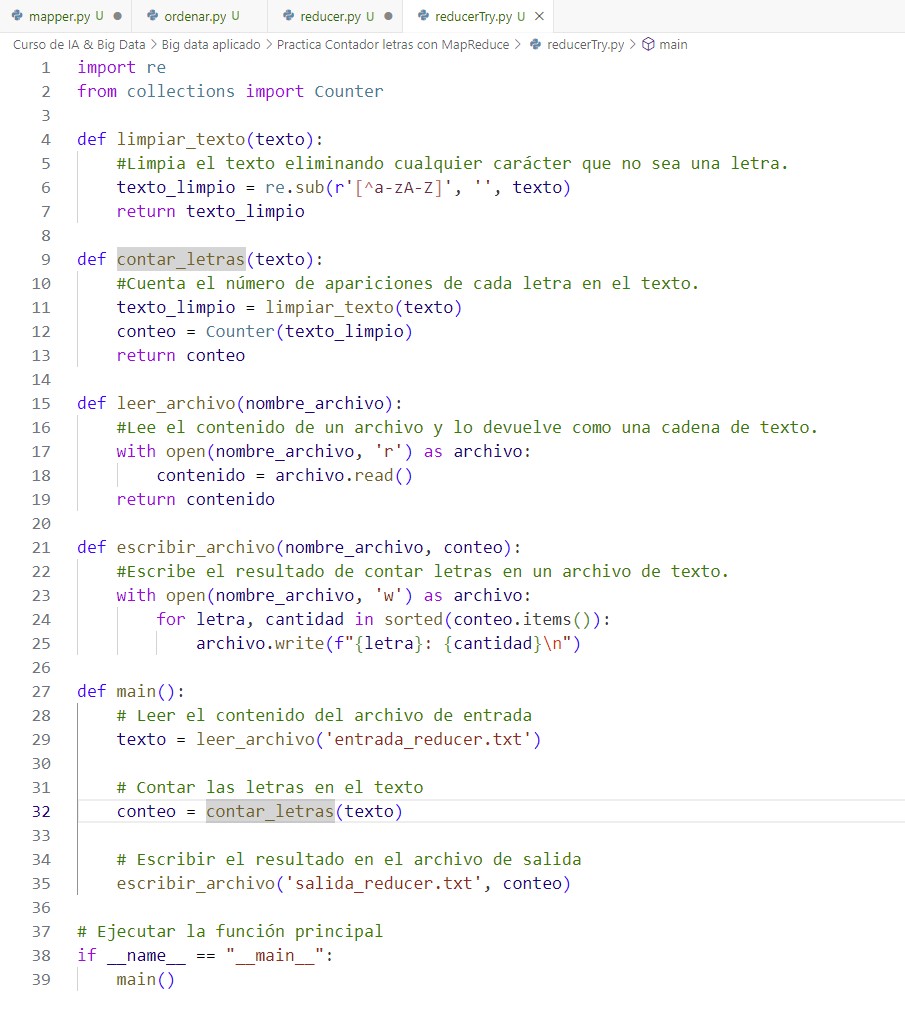 mapper.py U ordenar.py U reducer.py U reducerTry.py U
Curso de IA & Big Data > Big data aplicado > Practica Contador letras con MapReduce > reducerTry.py > main
1 import re
2 from collections import Counter
3
4 def limpiar_texto(texto):
5     #Limpia el texto eliminando cualquier carácter que no sea una letra.
6     texto_limpio = re.sub(r'[^a-zA-Z]', '', texto)
7     return texto_limpio
8
9 def contar_letras(texto):
10     #Cuenta el número de apariciones de cada letra en el texto.
11     texto_limpio = limpiar_texto(texto)
12     conteo = Counter(texto_limpio)
13     return conteo
14
15 def leer_archivo(nombre_archivo):
16     #Lee el contenido de un archivo y lo devuelve como una cadena de texto.
17     with open(nombre_archivo, 'r') as archivo:
18         contenido = archivo.read()
19     return contenido
20
21 def escribir_archivo(nombre_archivo, conteo):
22     #Escribe el resultado de contar letras en un archivo de texto.
23     with open(nombre_archivo, 'w') as archivo:
24         for letra, cantidad in sorted(conteo.items()):
25             archivo.write(f"{letra}: {cantidad}\n")
26
27 def main():
28     # Leer el contenido del archivo de entrada
29     texto = leer_archivo('entrada_reducer.txt')
30
31     # Contar las letras en el texto
32     conteo = contar_letras(texto)
33
34     # Escribir el resultado en el archivo de salida
35     escribir_archivo('salida_reducer.txt', conteo)
36
37 # Ejecutar la función principal
38 if __name__ == "__main__":
39     main()